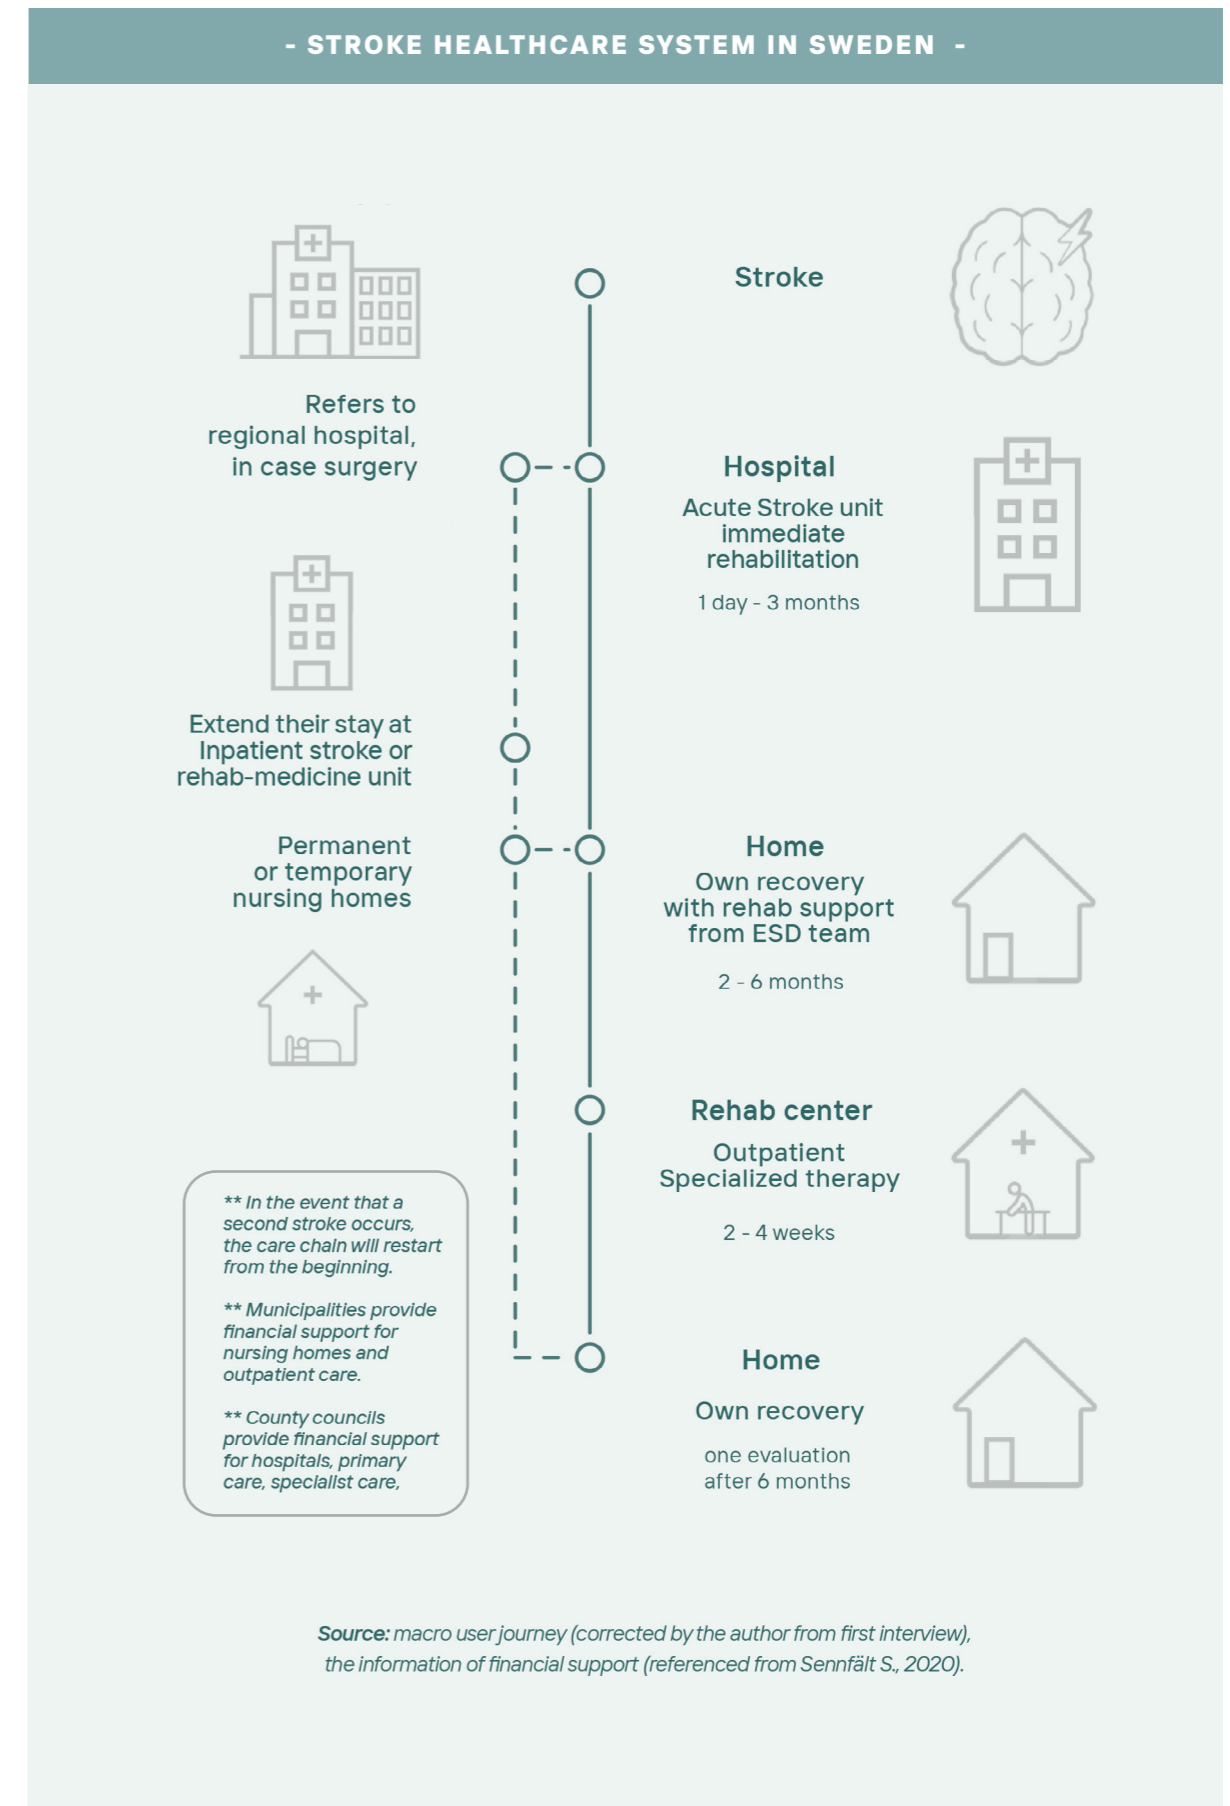 - STROKE HEALTHCARE SYSTEM IN SWEDEN -
Stroke
Refers to
regional hospital,
in case surgery
Hospital
Acute Stroke unit
immediate
rehabilitation
1 day - 3 months
Extend their stay at
Inpatient stroke or
rehab-medicine unit
Permanent
or temporary
nursing homes
Home
Own recovery
with rehab support
from ESD team
2 - 6 months
Rehab center
Outpatient
Specialized therapy
2 - 4 weeks
** In the event that a
second stroke occurs,
the care chain will restart
from the beginning.
** Municipalities provide
financial support for
nursing homes and
outpatient care.
** County councils
provide financial support
for hospitals, primary
care, specialist care,
Home
Own recovery
one evaluation
after 6 months
Source: macro user journey (corrected by the author from first interview),
the information of financial support (referenced from Sennfält S., 2020).